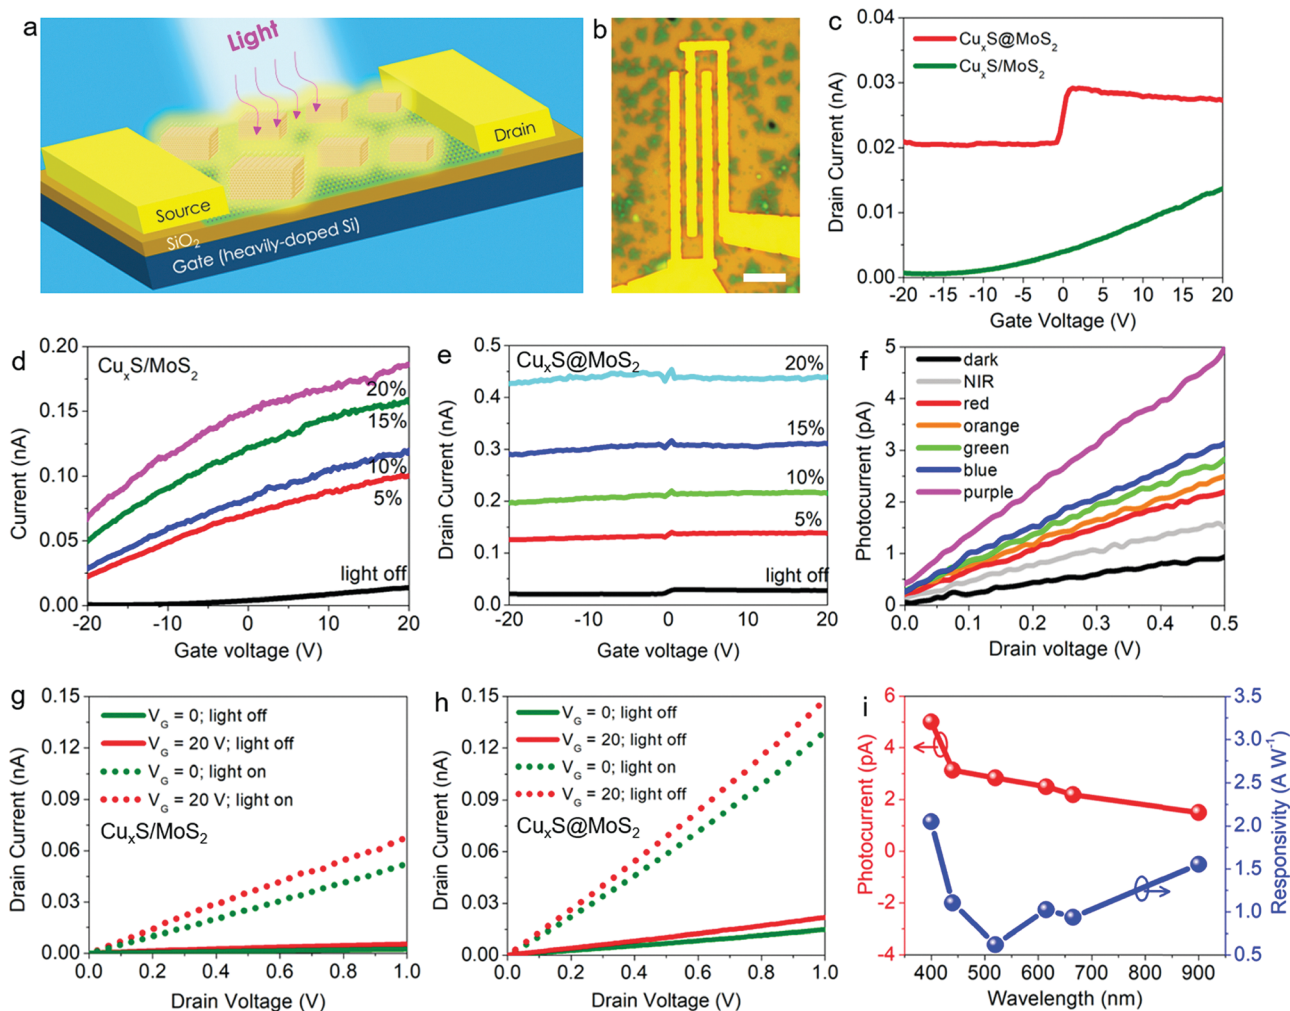 a
Light
Source
Drain
SiO2
Gate (heavily-doped Si)
b
c
CuxS@MoS2
CuxS/MoS2
0.04
0.03
0.02
0.01
0.00
Drain Current (nA)
-20 -15 -5 0 5 10 15 20
Gate Voltage (V)
d
CuxS/MoS2
0.20
0.15
0.10
0.05
0.00
Current (nA)
20%
15%
10%
5%
light off
-20 -10 0 10 20
Gate voltage (V)
e
CuxS@MoS2
0.5
0.4
0.3
0.2
0.1
0.0
Drain Current (nA)
20%
15%
10%
5%
light off
-20 -10 0 10 20
Gate voltage (V)
f
dark
NIR
red
orange
green
blue
purple
5
4
3
2
1
0
Photocurrent (pA)
0.0 0.1 0.2 0.3 0.4 0.5
Drain voltage (V)
g
VG = 0; light off
VG = 20 V; light off
VG = 0; light on
VG = 20 V; light on
CuxS/MoS2
0.15
0.12
0.09
0.06
0.03
0.00
Drain Current (nA)
0.0 0.2 0.4 0.6 0.8 1.0
Drain Voltage (V)
h
VG = 0; light off
VG = 20; light off
VG = 0; light on
VG = 20; light off
CuxS@MoS2
0.15
0.12
0.09
0.06
0.03
0.00
Drain Current (nA)
0.0 0.2 0.4 0.6 0.8 1.0
Drain Voltage (V)
i
6
4
2
0
-2
-4
Photocurrent (pA)
3.5
3.0
2.5
2.0
1.5
1.0
0.5
Responsivity (A W-1)
400 500 600 700 800 900
Wavelength (nm)